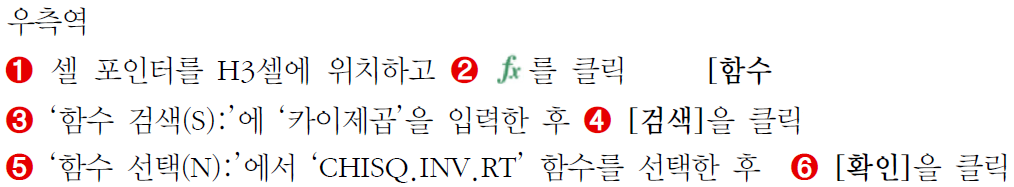 우측역
❶ 셀 포인터를 H3셀에 위치하고 ❷ fx를 클릭 [함수
❸ ‘함수 검색(S):’에 ‘카이제곱’을 입력한 후 ❹ [검색]을 클릭
❺ ‘함수 선택(N):’에서 ‘CHISQ.INV.RT’ 함수를 선택한 후 ❻ [확인]을 클릭